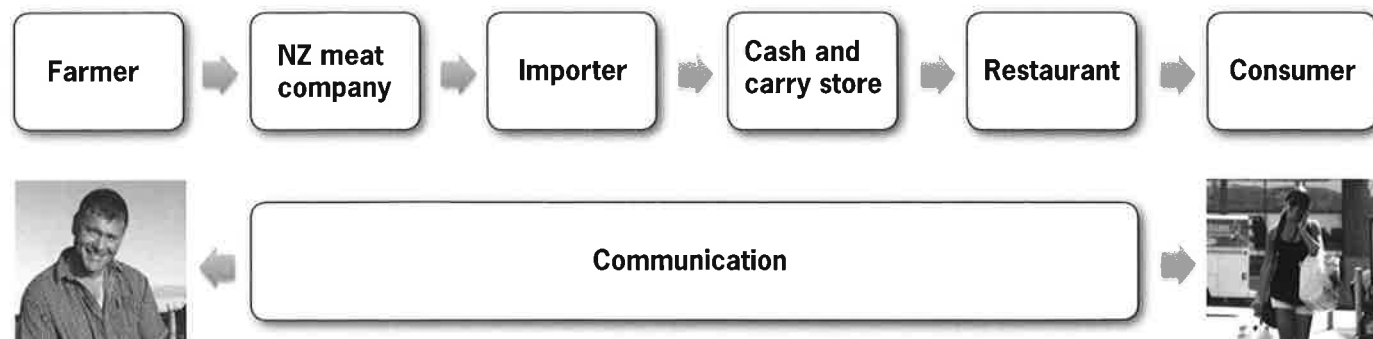 Farmer
NZ meat
company
Importer
Cash and
carry store
Restaurant
Consumer
Communication